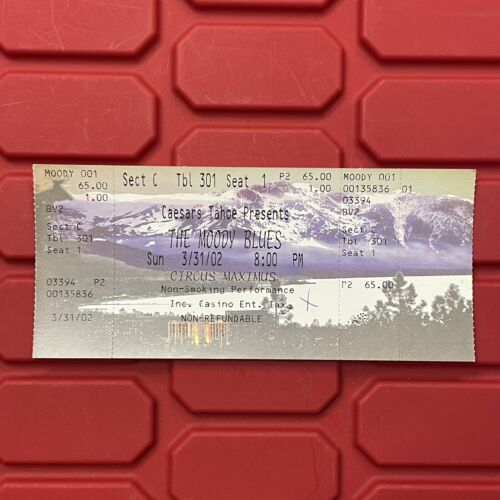 MOODY 001
65.00
1.00
BV2
Sect C
Tbl 301
Seat 1
03394 P2
00135836
3/31/02
Sect C Tbl 301 Seat 1 P2 65.00
1.00
Caesars Tahoe Presents
THE MOODY BLUES
Sun 3/31/02 8:00 PM
CIRCUS MAXIMUS
Non-Smoking Performance
Inc. Casino Ent. Tax
NON-REFUNDABLE
MOODY 001
00135836 01
03394
BV2
Sect C
Tbl 301
Seat 1
P2 65.00